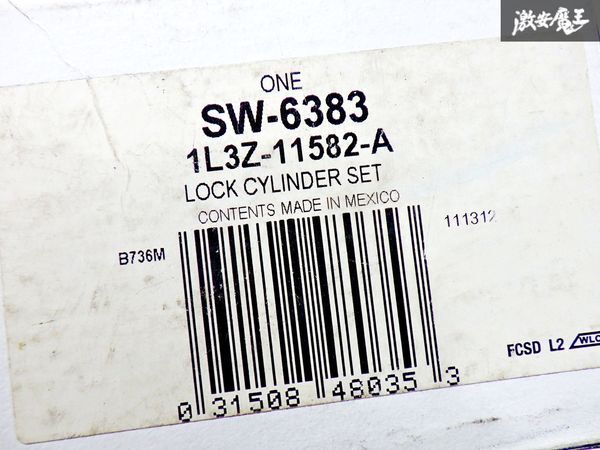 激安魔王
ONE
SW-6383
1L3Z-11582-A
LOCK CYLINDER SET
CONTENTS MADE IN MEXICO
B736M
111312
FCSD L2 WLC
0 31508 48035 3